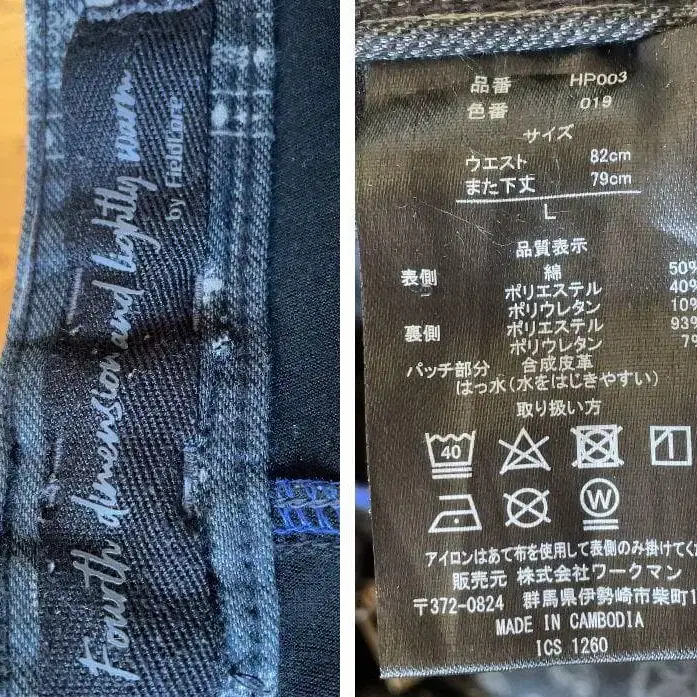 Fourth dimension and lightly warm
by FieldCore
品番 HP003
色番 019
サイズ
ウエスト 82cm
また下丈 79cm
L
品質表示
表側 綿 50%
ポリエステル 40%
ポリウレタン 10%
裏側 ポリエステル 93%
ポリウレタン 7%
パッチ部分 合成皮革
はっ水(水をはじきやすい)
取り扱い方
40
1
W
アイロンはあて布を使用して表側のみ掛けてくだ
販売元 株式会社ワークマン
〒372-0824 群馬県伊勢崎市柴町1
MADE IN CAMBODIA
ICS 1260